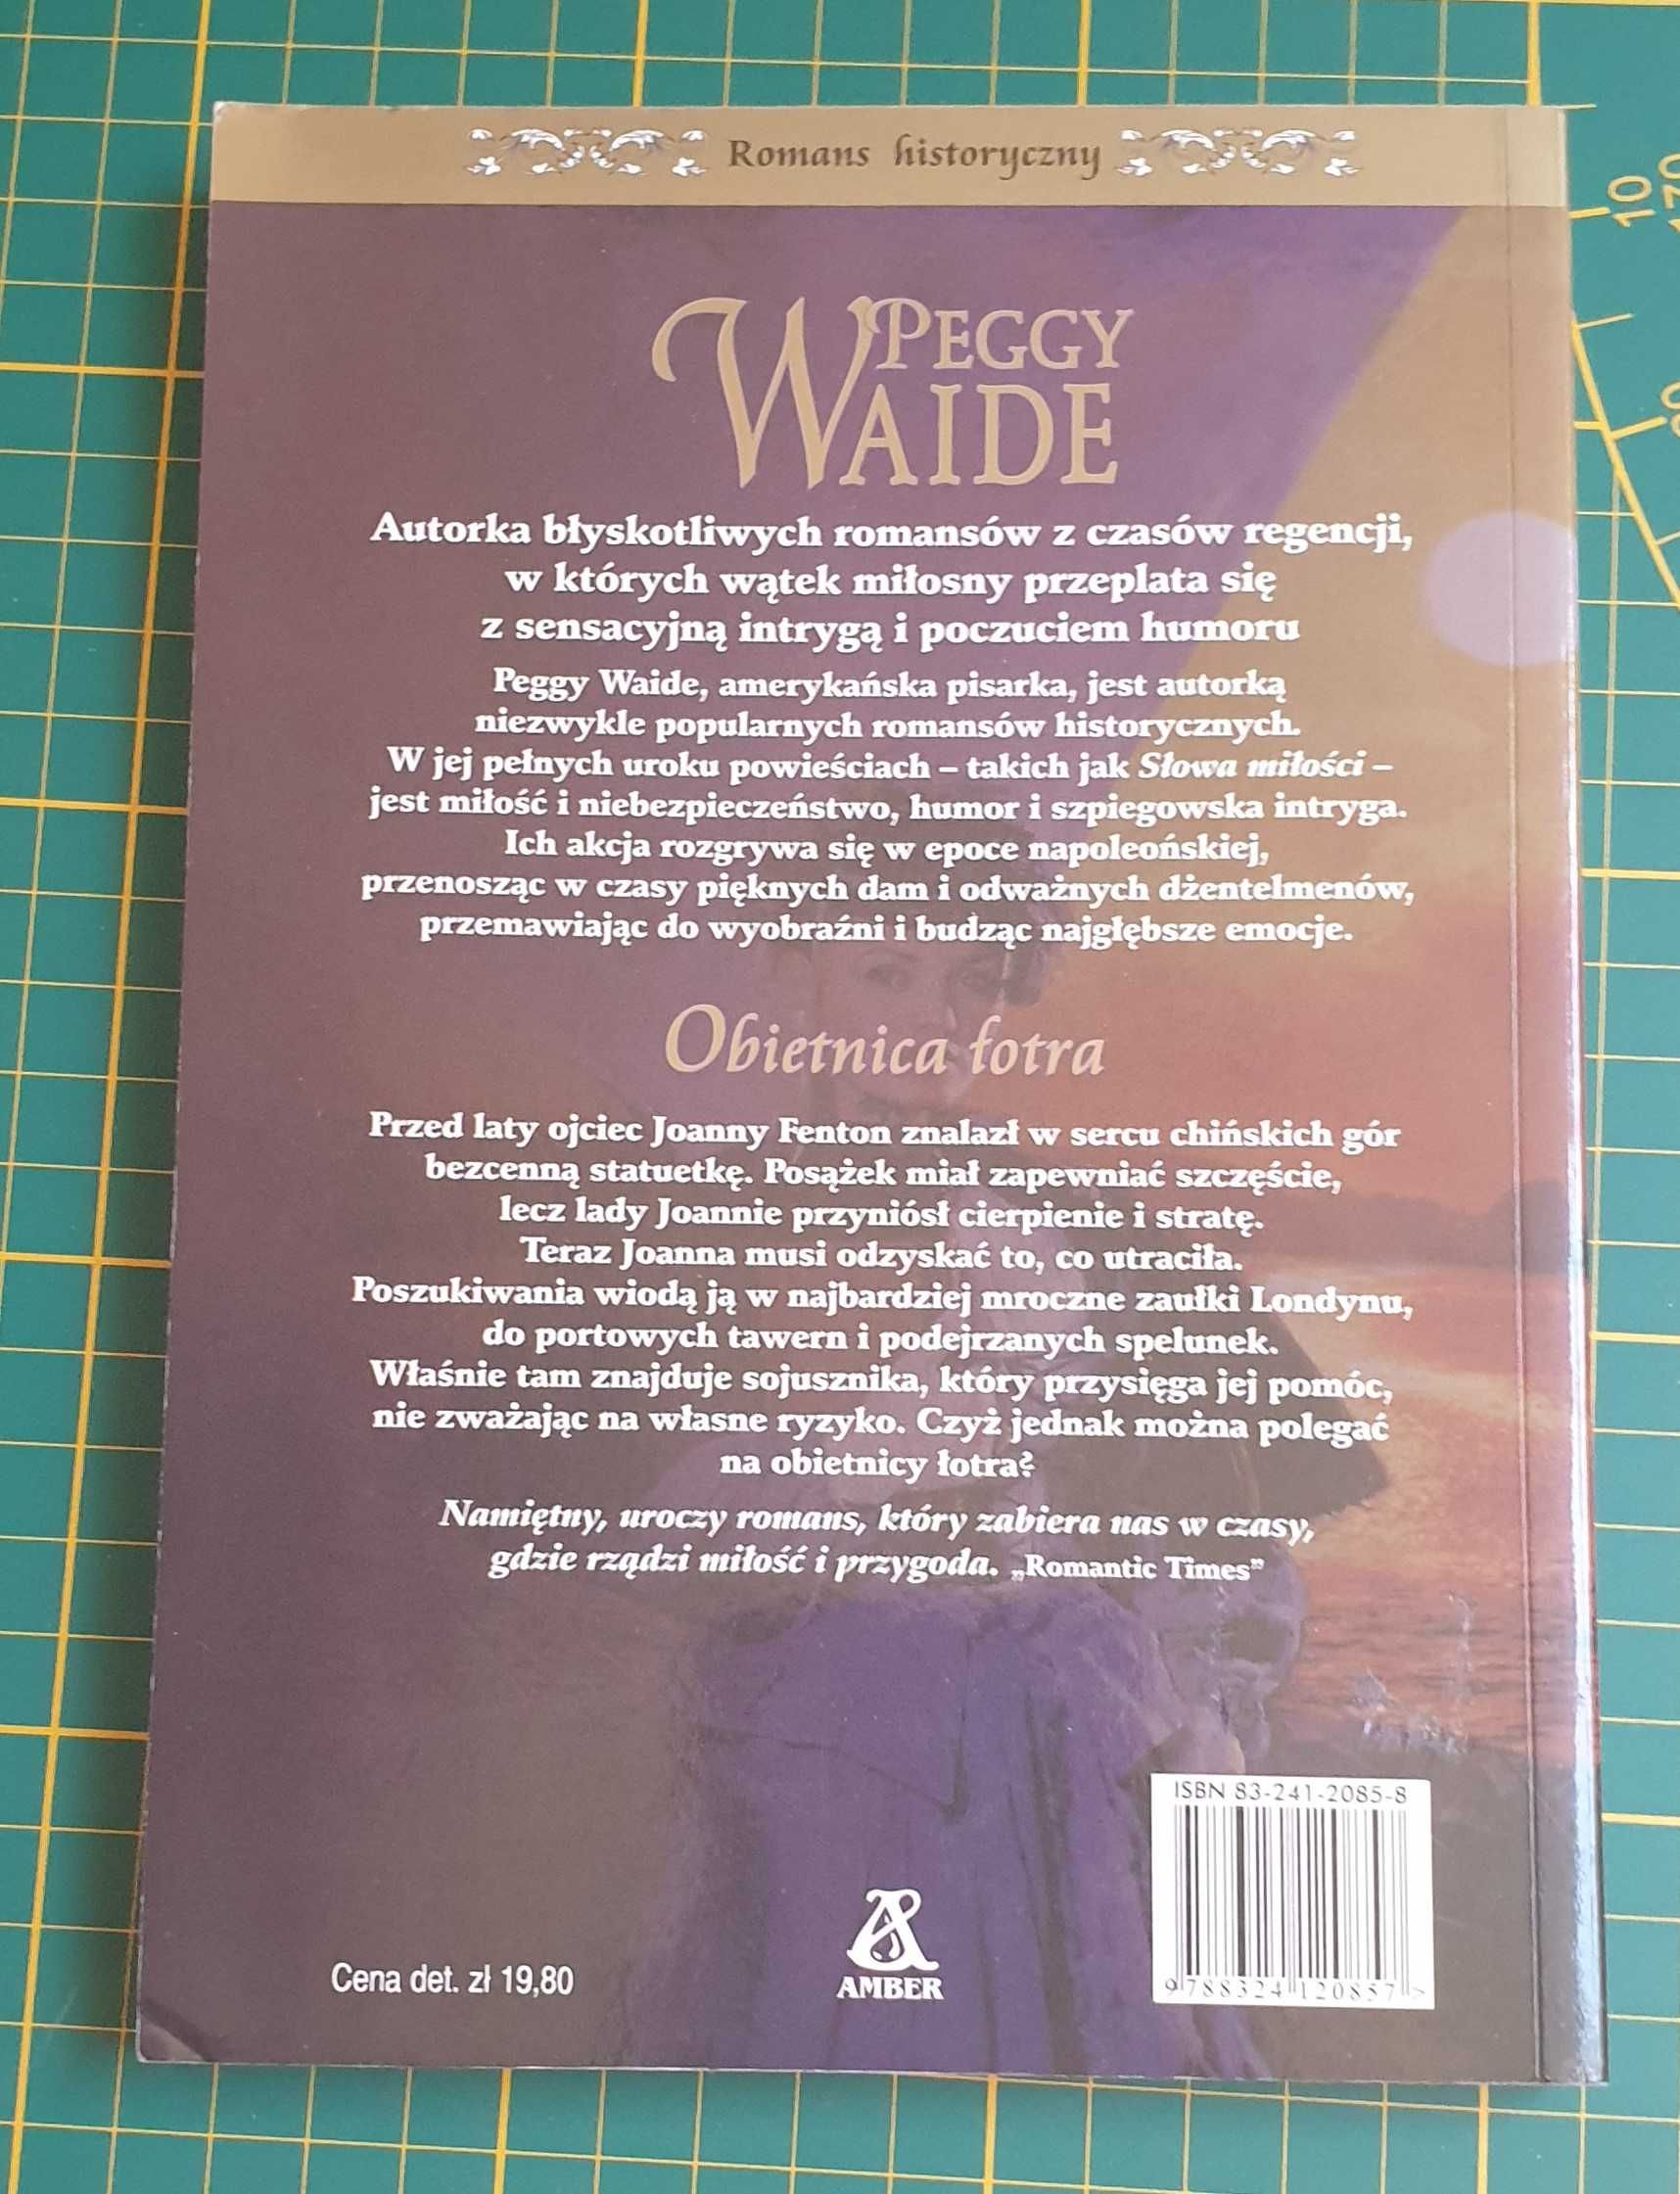 Romans historyczny
PEGGY
WAIDE
Autorka błyskotliwych romansów z czasów regencji,
w których wątek miłosny przeplata się
z sensacyjną intrygą i poczuciem humoru
Peggy Waide, amerykańska pisarka, jest autorką
niezwykle popularnych romansów historycznych.
W jej pełnych uroku powieściach – takich jak Słowa miłości –
jest miłość i niebezpieczeństwo, humor i szpiegowska intryga.
Ich akcja rozgrywa się w epoce napoleońskiej,
przenosząc w czasy pięknych dam i odważnych dżentelmenów,
przemawiając do wyobraźni i budząc najgłębsze emocje.
Obietnica łotra
Przed laty ojciec Joanny Fenton znalazł w sercu chińskich gór
bezcenną statuetkę. Posążek miał zapewniać szczęście,
lecz lady Joannie przyniósł cierpienie i stratę.
Teraz Joanna musi odzyskać to, co utraciła.
Poszukiwania wiodą ją w najbardziej mroczne zaułki Londynu,
do portowych tawern i podejrzanych spelunek.
Właśnie tam znajduje sojusznika, który przysięga jej pomóc,
nie zważając na własne ryzyko. Czyż jednak można polegać
na obietnicy łotra?
Namiętny, uroczy romans, który zabiera nas w czasy,
gdzie rządzi miłość i przygoda. „Romantic Times”
ISBN 83-241-2085-8
9788324120857>
Cena det. zł 19,80
AMBER
10